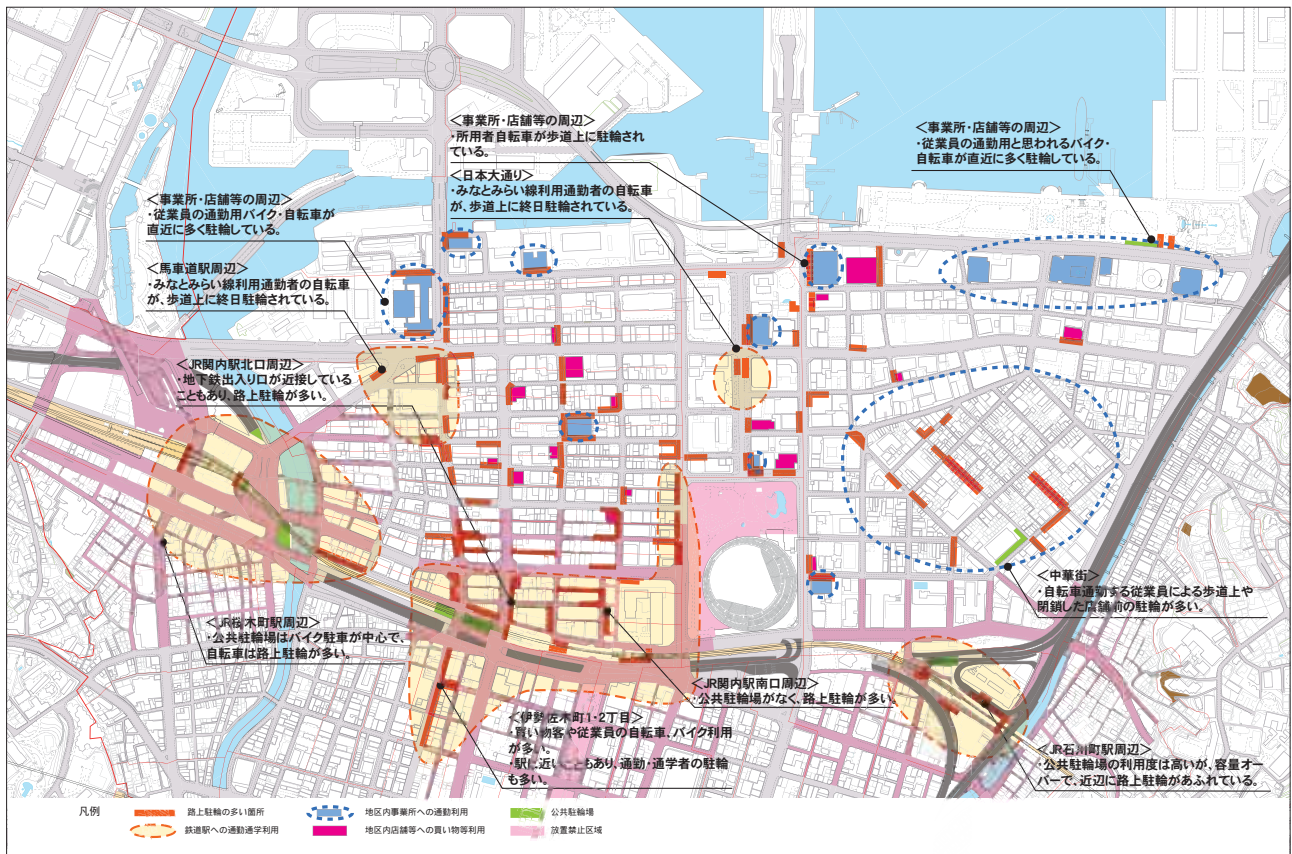 <事業所・店舗等の周辺>
・所用者自転車が歩道上に駐輪され
ている。
<日本大通り>
・みなとみらい線利用通勤者の自転車
が、歩道上に終日駐輪されている。
<事業所・店舗等の周辺>
・従業員の通勤用と思われるバイク・
自転車が直近に多く駐輪している。
<事業所・店舗等の周辺>
・従業員の通勤用バイク・自転車が
直近に多く駐輪している。
<馬車道駅周辺>
・みなとみらい線利用通勤者の自転車
が、歩道上に終日駐輪されている。
<JR関内駅北口周辺>
・地下鉄出入り口が近接している
こともあり、路上駐輪が多い。
<JR桜木町駅周辺>
・公共駐輪場はバイク駐車が中心で、
自転車は路上駐輪が多い。
<中華街>
・自転車通勤する従業員による歩道上や
閉鎖した店舗前の駐輪が多い。
<JR関内駅南口周辺>
・公共駐輪場がなく、路上駐輪が多い。
<伊勢佐木町1・2丁目>
・買い物客や従業員の自転車、バイク利用
が多い。
・駅に近いこともあり、通勤・通学者の駐輪
も多い。
<JR石川町駅周辺>
・公共駐輪場の利用度は高いが、容量オー
バーで、近辺に路上駐輪があふれている。
凡例
路上駐輪の多い箇所
地区内事業所への通勤利用
公共駐輪場
鉄道駅への通勤通学利用
地区内店舗等への買い物等利用
放置禁止区域